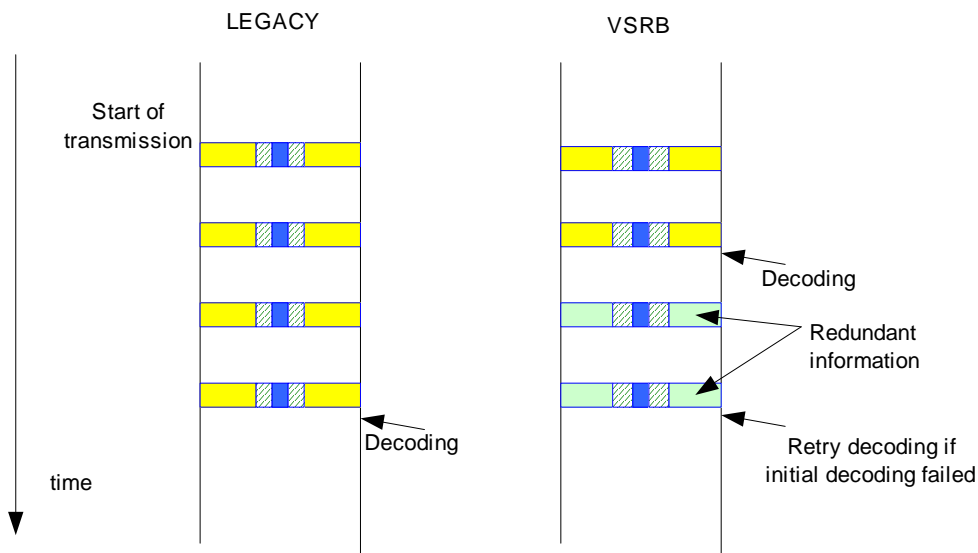 LEGACY
VSRB
Start of
transmission
Decoding
Redundant
information
Decoding
Retry decoding if
initial decoding failed
time